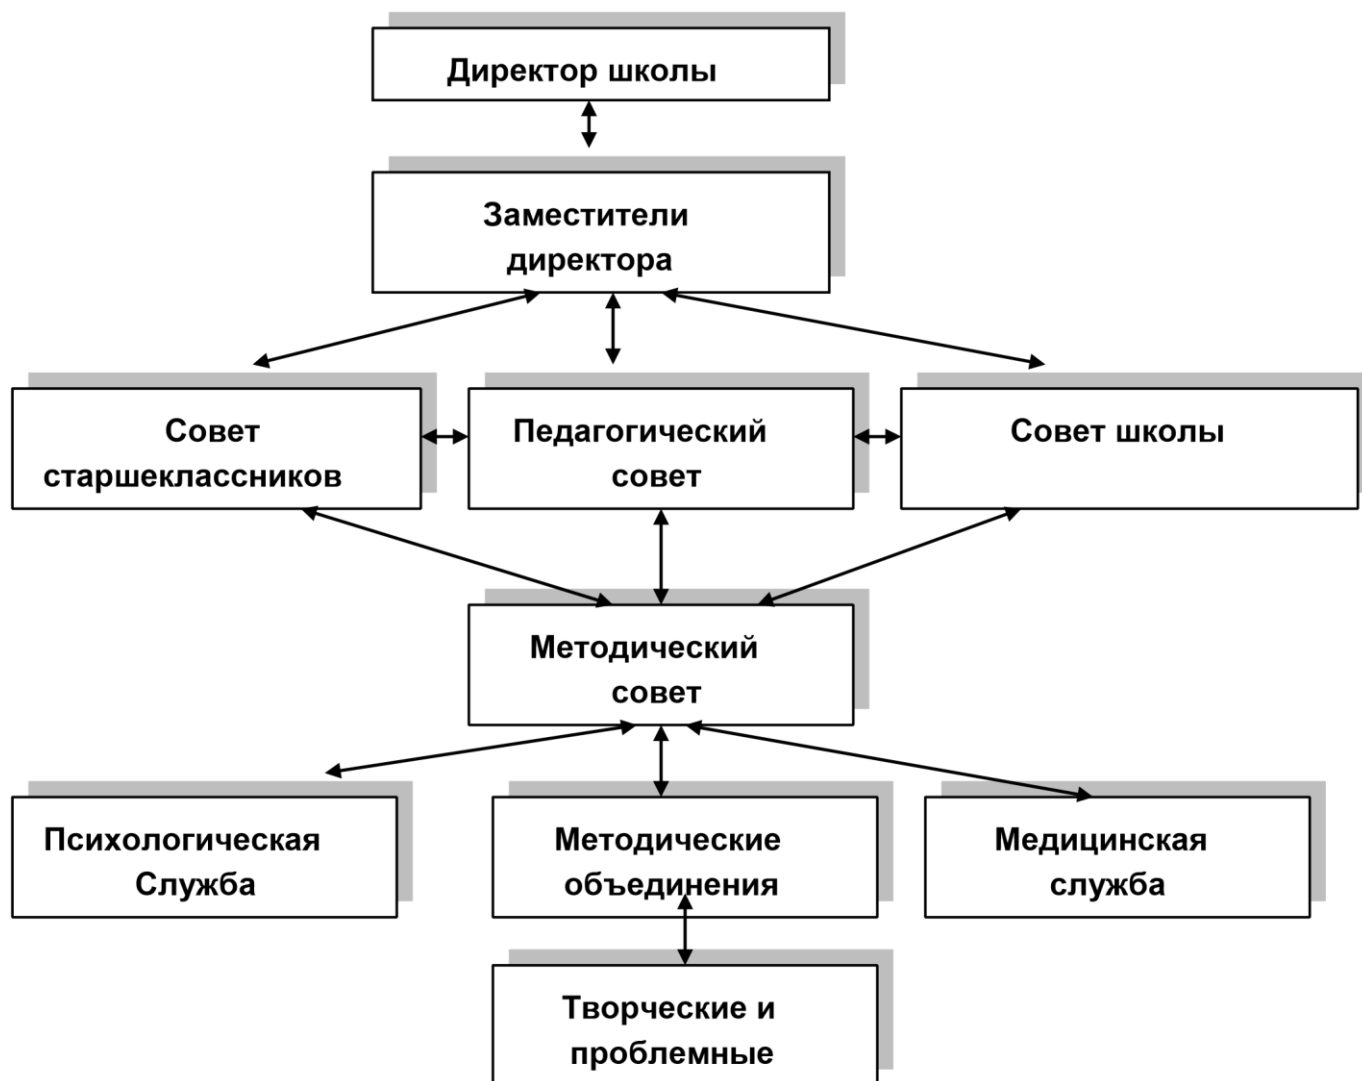 Директор школы
Заместители
директора
Совет
старшеклассников
Педагогический
совет
Совет школы
Методический
совет
Психологическая
Служба
Методические
объединения
Медицинская
служба
Творческие и
проблемные